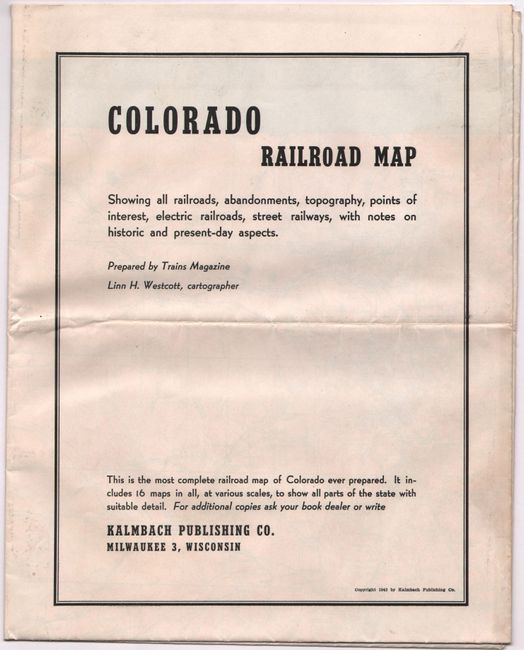 COLORADO
RAILROAD MAP
Showing all railroads, abandonments, topography, points of
interest, electric railroads, street railways, with notes on
historic and present-day aspects.
Prepared by Trains Magazine
Linn H. Westcott, cartographer
This is the most complete railroad map of Colorado ever prepared. It in-
cludes 16 maps in all, at various scales, to show all parts of the state with
suitable detail. For additional copies ask your book dealer or write
KALMBACH PUBLISHING CO.
MILWAUKEE 3, WISCONSIN
Copyright 1943 by Kalmbach Publishing Co.